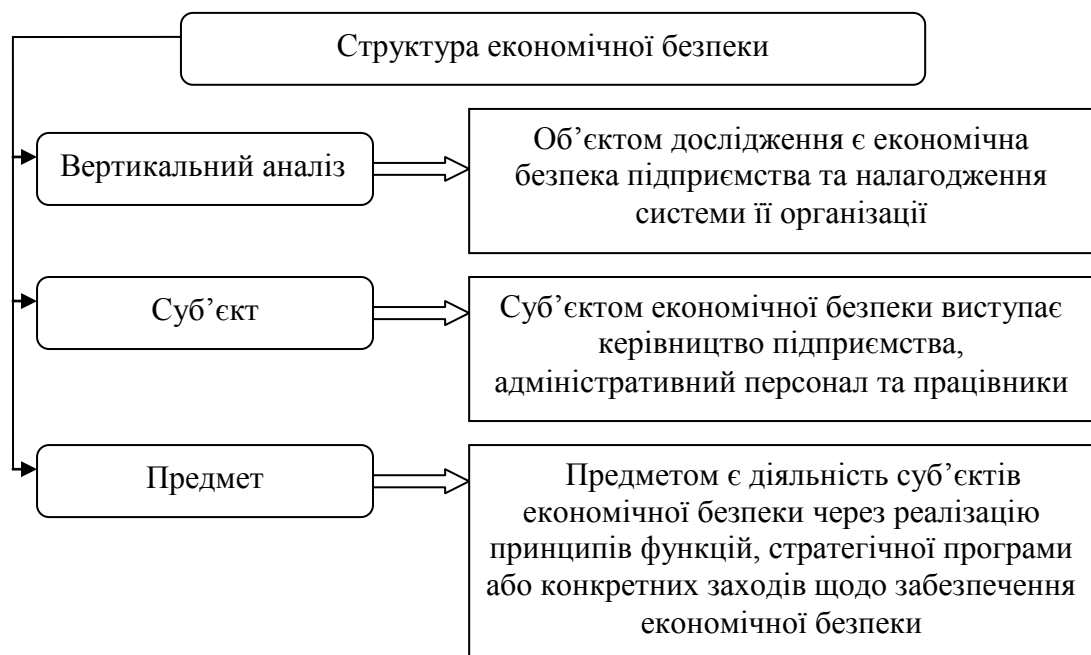 Структура економічної безпеки
Вертикальний аналіз
Об’єктом дослідження є економічна
безпека підприємства та налагодження
системи її організації
Суб’єкт
Суб’єктом економічної безпеки виступає
керівництво підприємства,
адміністративний персонал та працівники
Предмет
Предметом є діяльність суб’єктів
економічної безпеки через реалізацію
принципів функцій, стратегічної програми
або конкретних заходів щодо забезпечення
економічної безпеки